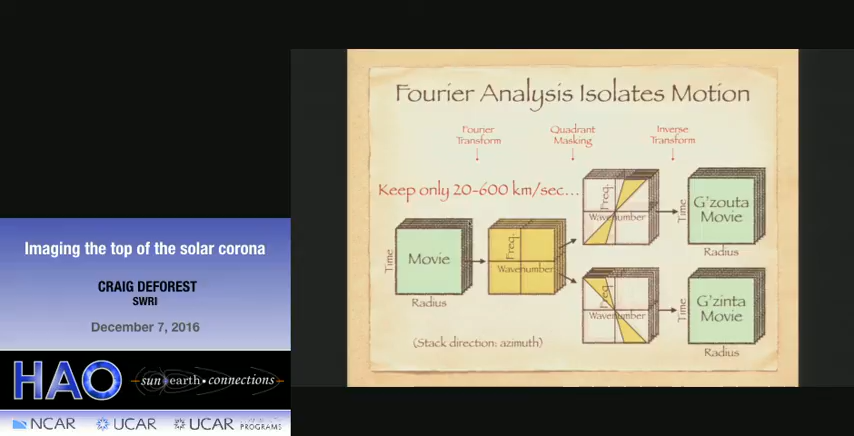 Fourier Analysis Isolates Motion
Fourier
Transform
Quadrant
Masking
Inverse
Transform
Keep only 20-600 km/sec...
Time
Movie
Radius
Freq.
Wavenumber
Freq.
Wavenumber
Time
G'zouta
Movie
Radius
Freq.
Wavenumber
Time
G'zinta
Movie
Radius
(Stack direction: azimuth)
Imaging the top of the solar corona
CRAIG DEFOREST
SWRI
December 7, 2016
HAO
sun earth connections
NCAR
UCAR
UCAR
PROGRAMS